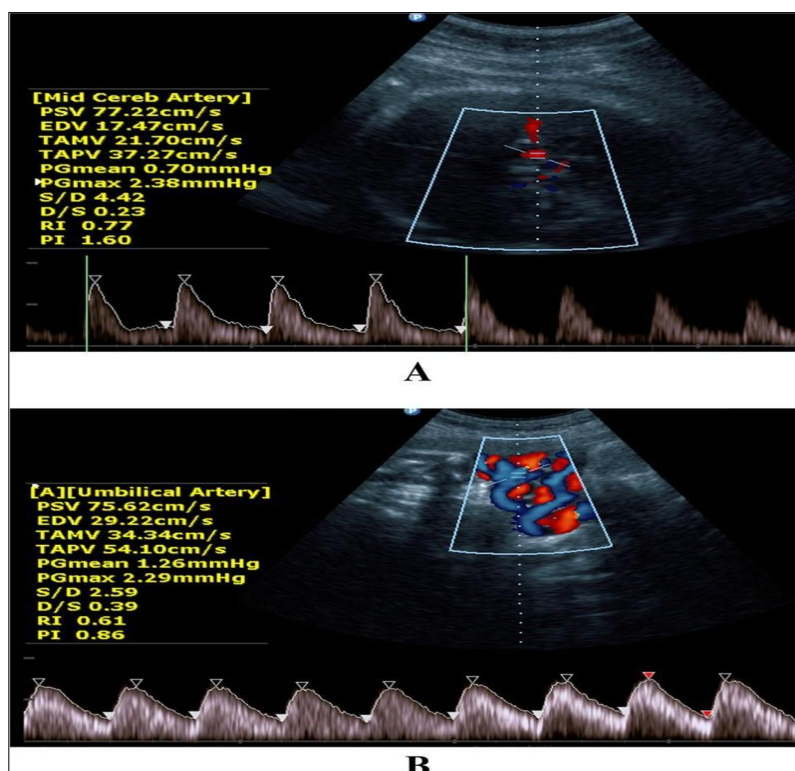 P
[Mid Cereb Artery]
PSV 77.22cm/s
EDV 17.47cm/s
TAMV 21.70cm/s
TAPV 37.27cm/s
PGmean 0.70mmHg
PGmax 2.38mmHg
S/D 4.42
D/S 0.23
RI 0.77
PI 1.60
A
P
[A][Umbilical Artery]
PSV 75.62cm/s
EDV 29.22cm/s
TAMV 34.34cm/s
TAPV 54.10cm/s
PGmean 1.26mmHg
PGmax 2.29mmHg
S/D 2.59
D/S 0.39
RI 0.61
PI 0.86
B